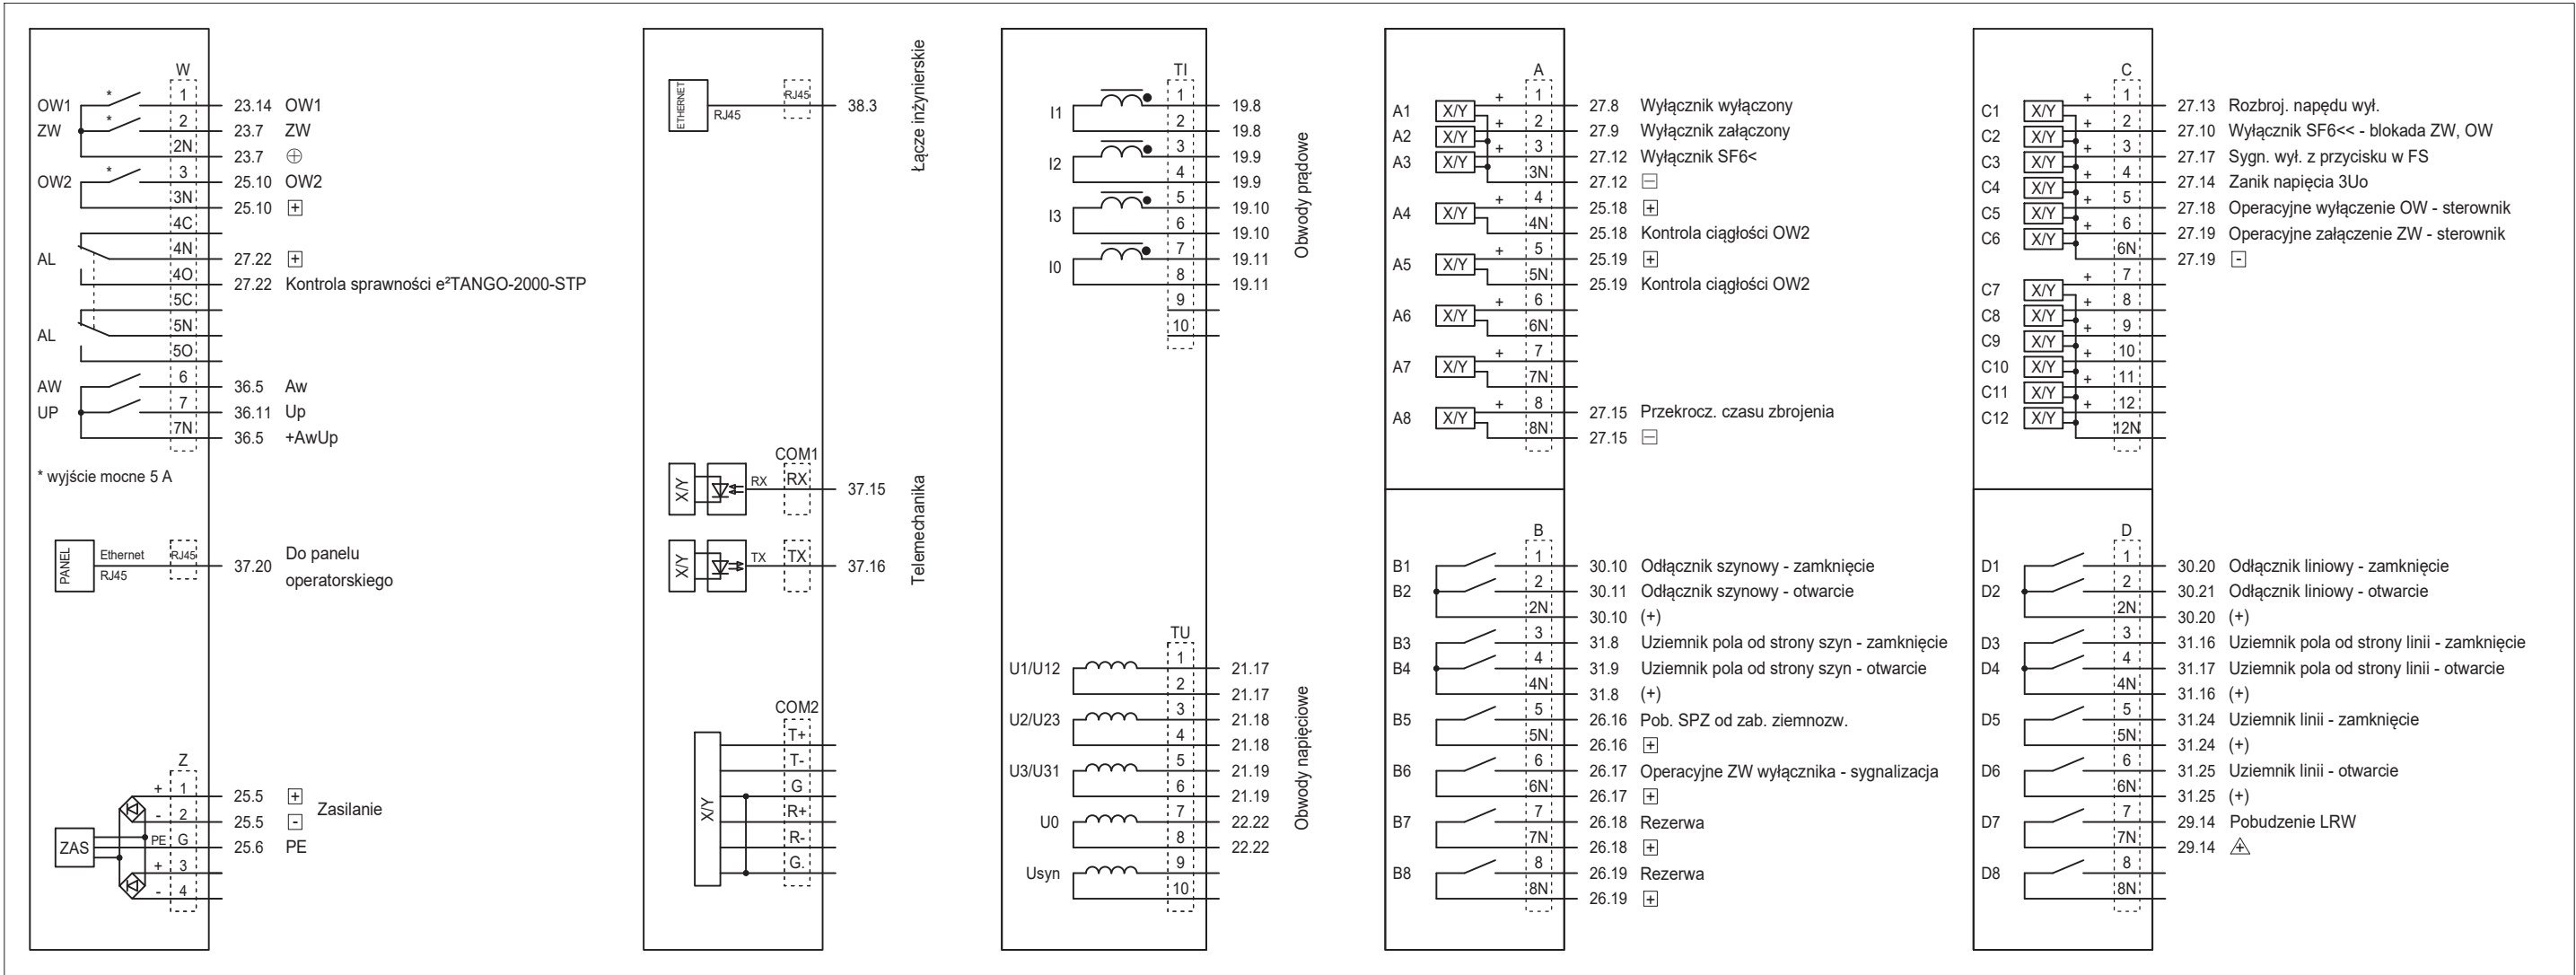 W
OW1 * 1 23.14 OW1
ZW * 2 23.7 ZW
2N 23.7 ⊕
OW2 * 3 25.10 OW2
3N 25.10 +
4C
AL 4N 27.22 +
4O 27.22 Kontrola sprawności e²TANGO-2000-STP
5C
AL 5N
5O
AW 6 36.5 Aw
UP 7 36.11 Up
7N 36.5 +AwUp
* wyjście mocne 5 A
PANEL Ethernet RJ45 RJ45 37.20 Do panelu
operatorskiego
Z
+ 1 25.5 + Zasilanie
- 2 25.5 -
ZAS PE G 25.6 PE
+ 3
- 4
ETHERNET RJ45 RJ45 38.3
Łącze inżynierskie
COM1
X/Y RX RX 37.15
X/Y TX TX 37.16
Telemechanika
COM2
X/Y
T+
T-
G
R+
R-
G.
TI
I1 1 19.8
2 19.8
I2 3 19.9
4 19.9
I3 5 19.10
6 19.10
I0 7 19.11
8 19.11
9
10
Obwody prądowe
TU
U1/U12 1 21.17
2 21.17
U2/U23 3 21.18
4 21.18
U3/U31 5 21.19
6 21.19
U0 7 22.22
8 22.22
Usyn 9
10
Obwody napięciowe
A
A1 X/Y + 1 27.8 Wyłącznik wyłączony
A2 X/Y + 2 27.9 Wyłącznik załączony
A3 X/Y + 3 27.12 Wyłącznik SF6<
3N 27.12 -
A4 X/Y + 4 25.18 +
4N 25.18 Kontrola ciągłości OW2
A5 X/Y + 5 25.19 +
5N 25.19 Kontrola ciągłości OW2
A6 X/Y + 6
6N
A7 X/Y + 7
7N
A8 X/Y + 8 27.15 Przekrocz. czasu zbrojenia
8N 27.15 -
B
B1 1 30.10 Odłącznik szynowy - zamknięcie
B2 2 30.11 Odłącznik szynowy - otwarcie
2N 30.10 (+)
B3 3 31.8 Uziemnik pola od strony szyn - zamknięcie
B4 4 31.9 Uziemnik pola od strony szyn - otwarcie
4N 31.8 (+)
B5 5 26.16 Pob. SPZ od zab. ziemnozw.
5N 26.16 +
B6 6 26.17 Operacyjne ZW wyłącznika - sygnalizacja
6N 26.17 +
B7 7 26.18 Rezerwa
7N 26.18 +
B8 8 26.19 Rezerwa
8N 26.19 +
C
C1 X/Y + 1 27.13 Rozbroj. napędu wył.
C2 X/Y + 2 27.10 Wyłącznik SF6<< - blokada ZW, OW
C3 X/Y + 3 27.17 Sygn. wył. z przycisku w FS
C4 X/Y + 4 27.14 Zanik napięcia 3Uo
C5 X/Y + 5 27.18 Operacyjne wyłączenie OW - sterownik
C6 X/Y + 6 27.19 Operacyjne załączenie ZW - sterownik
6N 27.19 -
C7 X/Y + 7
C8 X/Y + 8
C9 X/Y + 9
C10 X/Y + 10
C11 X/Y + 11
C12 X/Y + 12
12N
D
D1 1 30.20 Odłącznik liniowy - zamknięcie
D2 2 30.21 Odłącznik liniowy - otwarcie
2N 30.20 (+)
D3 3 31.16 Uziemnik pola od strony linii - zamknięcie
D4 4 31.17 Uziemnik pola od strony linii - otwarcie
4N 31.16 (+)
D5 5 31.24 Uziemnik linii - zamknięcie
5N 31.24 (+)
D6 6 31.25 Uziemnik linii - otwarcie
6N 31.25 (+)
D7 7 29.14 Pobudzenie LRW
7N 29.14 +
D8 8
8N